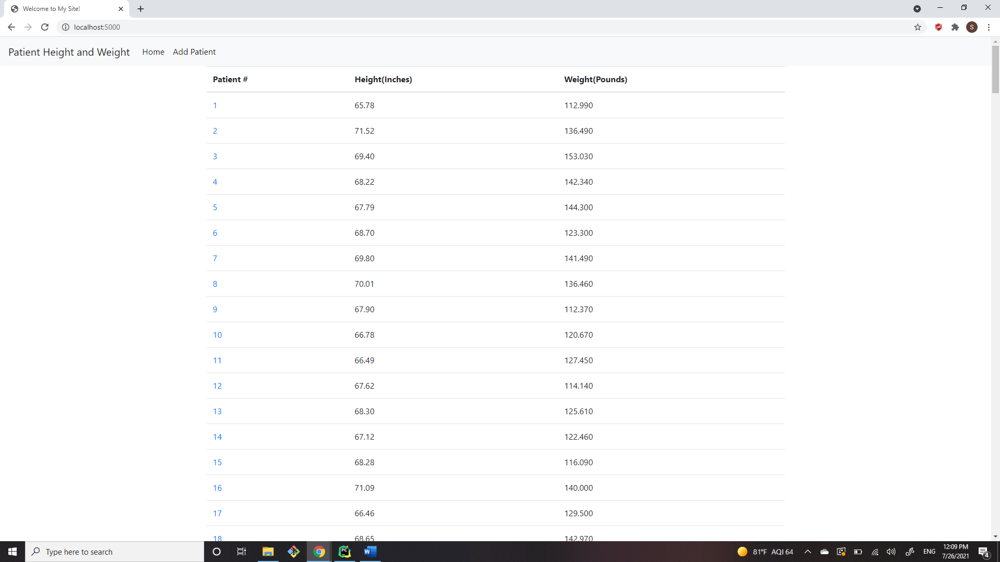 Welcome to My Site!
localhost:5000
S
Patient Height and Weight Home Add Patient
Patient # Height(Inches) Weight(Pounds)
1 65.78 112.990
2 71.52 136.490
3 69.40 153.030
4 68.22 142.340
5 67.79 144.300
6 68.70 123.300
7 69.80 141.490
8 70.01 136.460
9 67.90 112.370
10 66.78 120.670
11 66.49 127.450
12 67.62 114.140
13 68.30 125.610
14 67.12 122.460
15 68.28 116.090
16 71.09 140.000
17 66.46 129.500
18 68.65 142.970
Type here to search PC W 81°F AQI 64 ENG 12:09 PM 4
7/26/2021